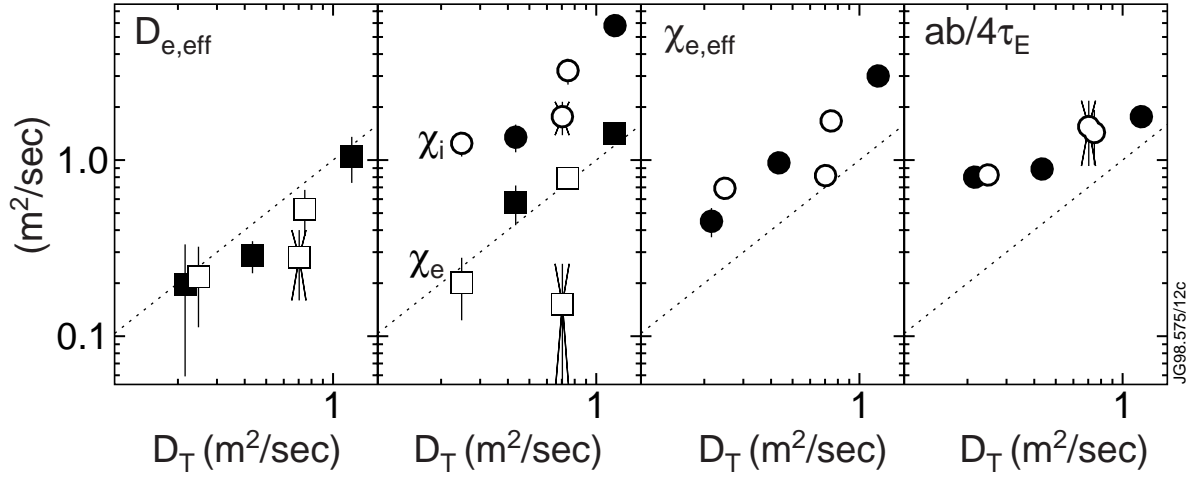 D_e,eff
χ_i
χ_e
χ_e,eff
ab/4τ_E
(m²/sec)
1.0
0.1
1
1
1
1
D_T (m²/sec)
D_T (m²/sec)
D_T (m²/sec)
D_T (m²/sec)
JG98.575/12c